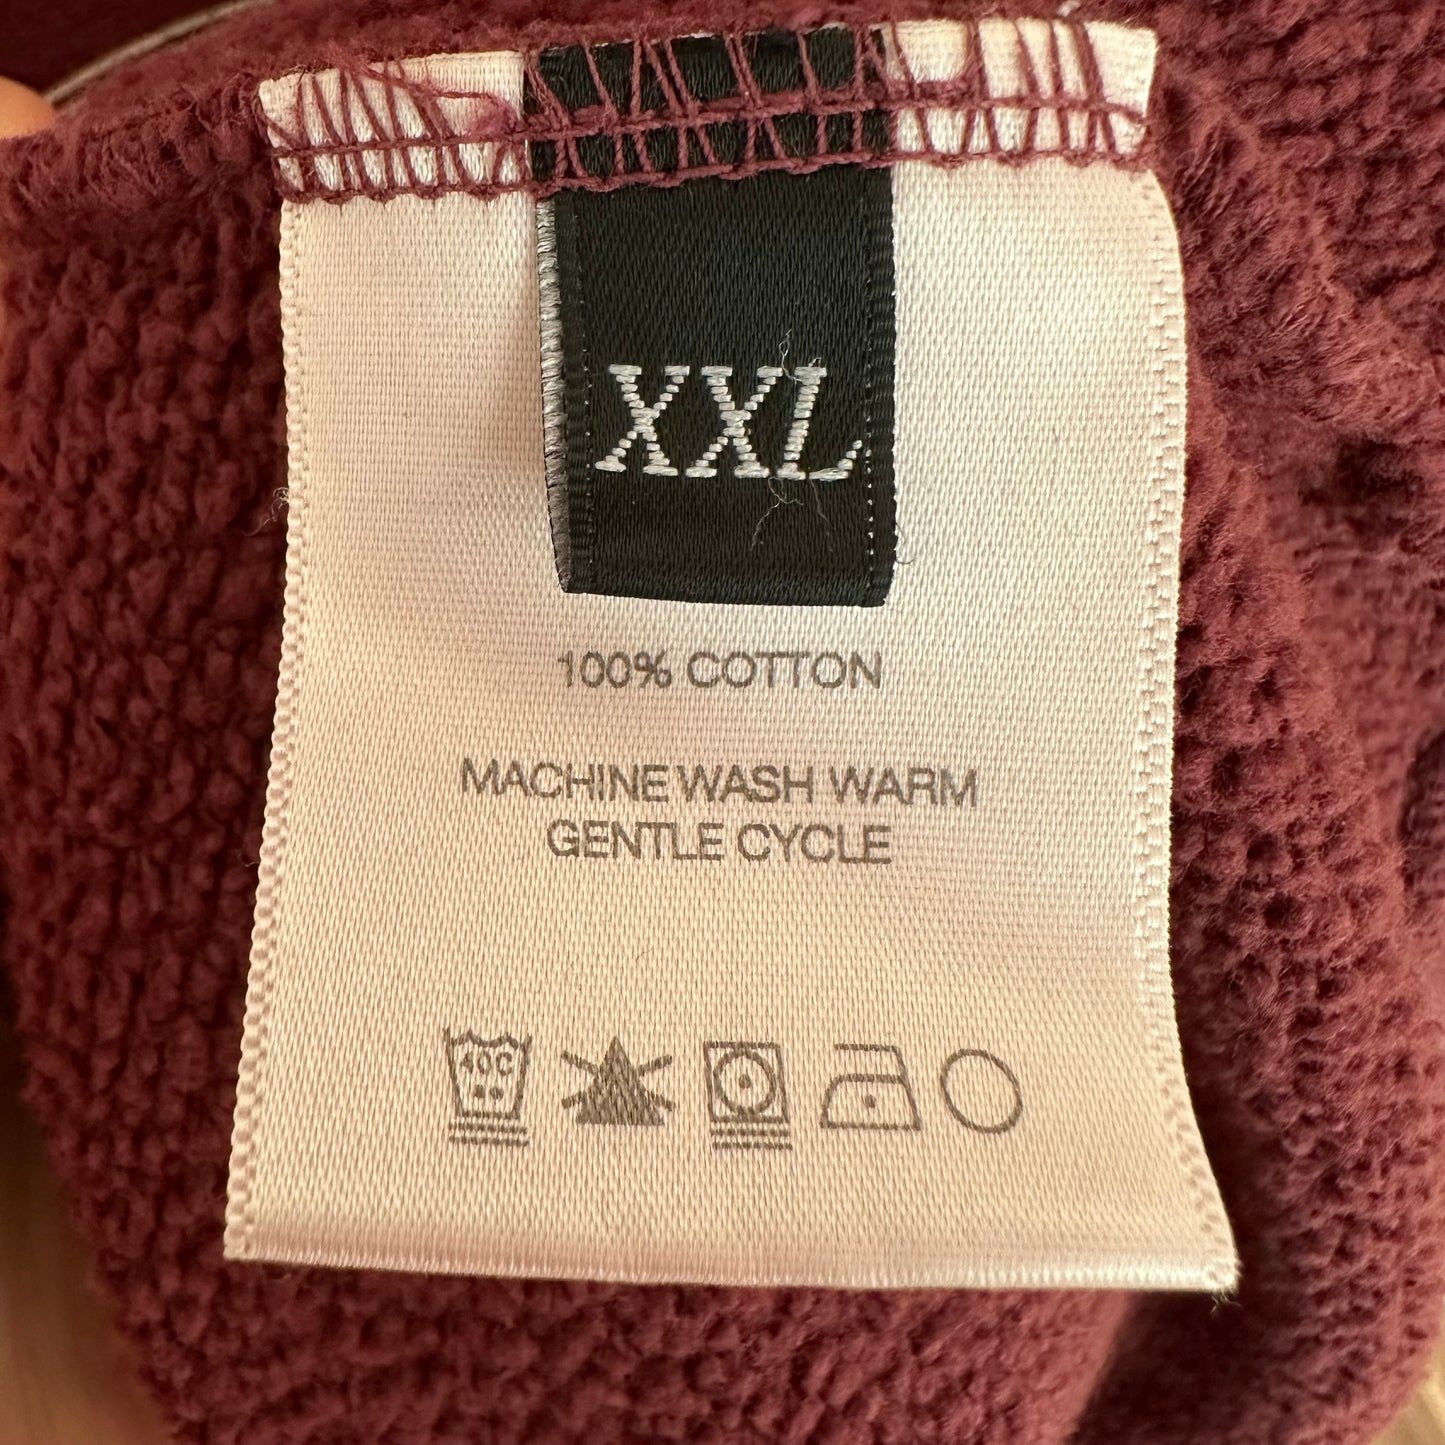 XXL
100% COTTON
MACHINE WASH WARM
GENTLE CYCLE
40C